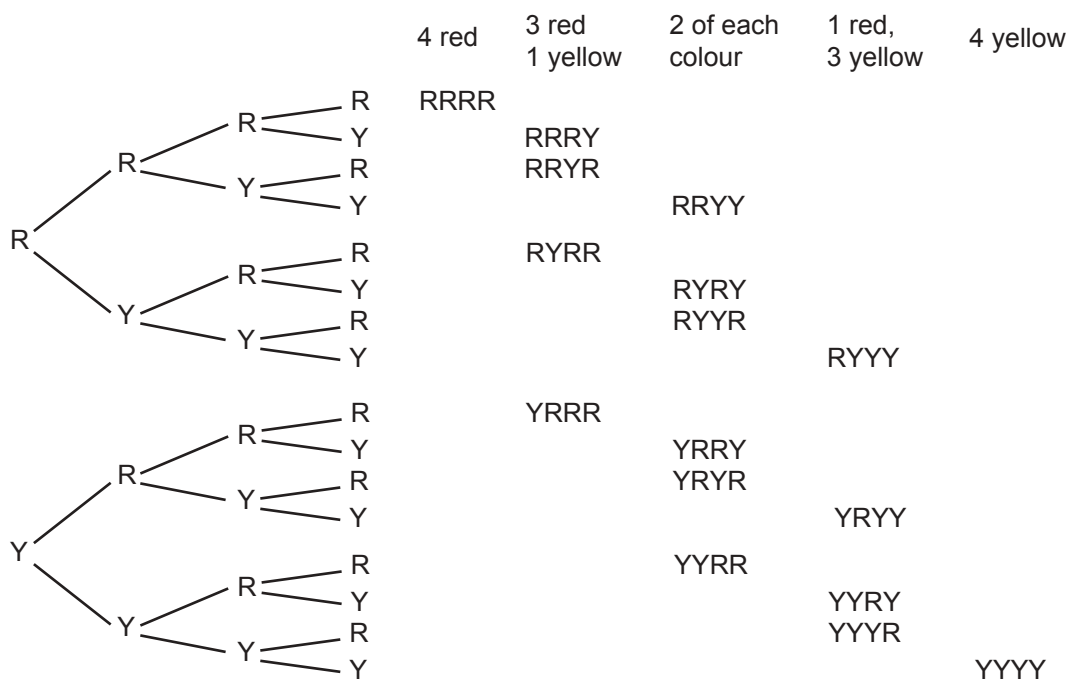 4 red 3 red 2 of each 1 red, 4 yellow
1 yellow colour 3 yellow
R RRRR
R
Y RRRY
R R RRYR
Y
Y RRYY
R
R RYRR
R
Y RYRY
Y R RYYR
Y
Y RYYY
R YRRR
R
Y YRRY
R R YRYR
Y
Y YRYY
Y
R YYRR
R
Y YYRY
Y R YYYR
Y
Y YYYY